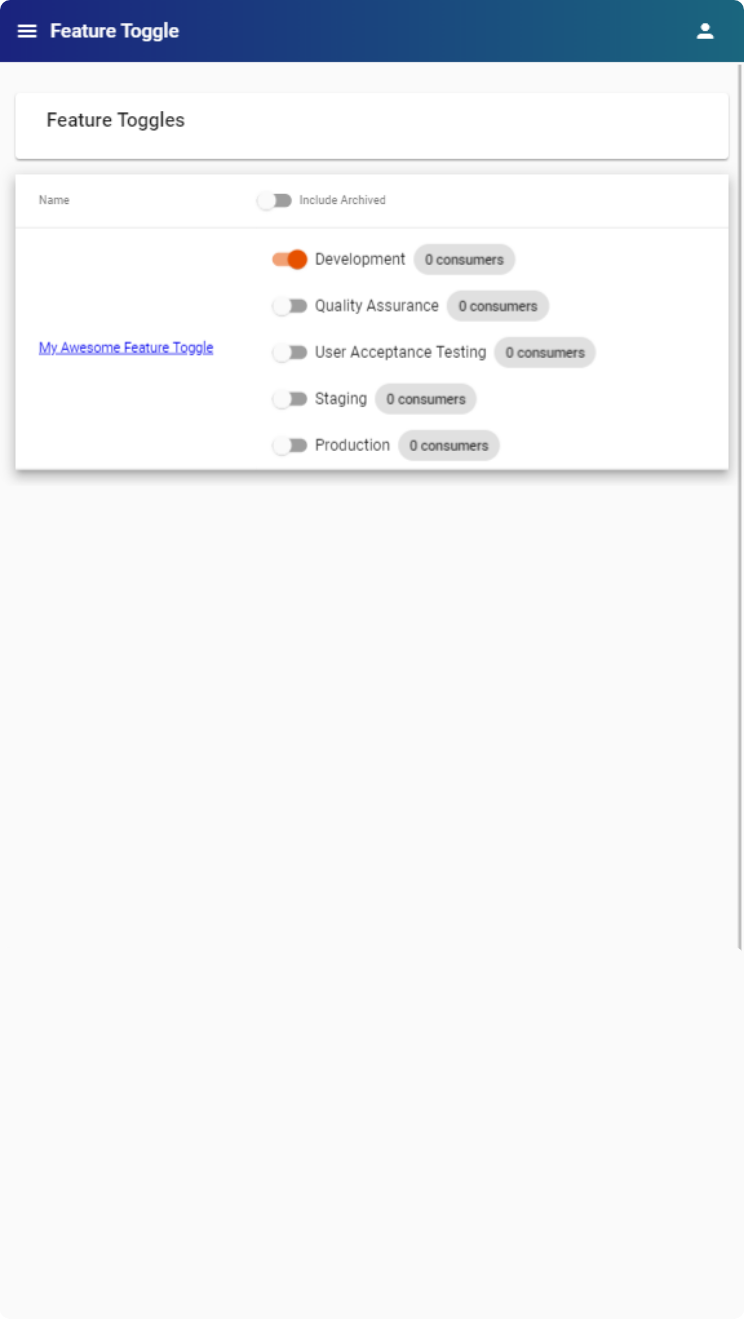 Feature Toggle
Feature Toggles
Name Include Archived
Development 0 consumers
Quality Assurance 0 consumers
My Awesome Feature Toggle
User Acceptance Testing 0 consumers
Staging 0 consumers
Production 0 consumers